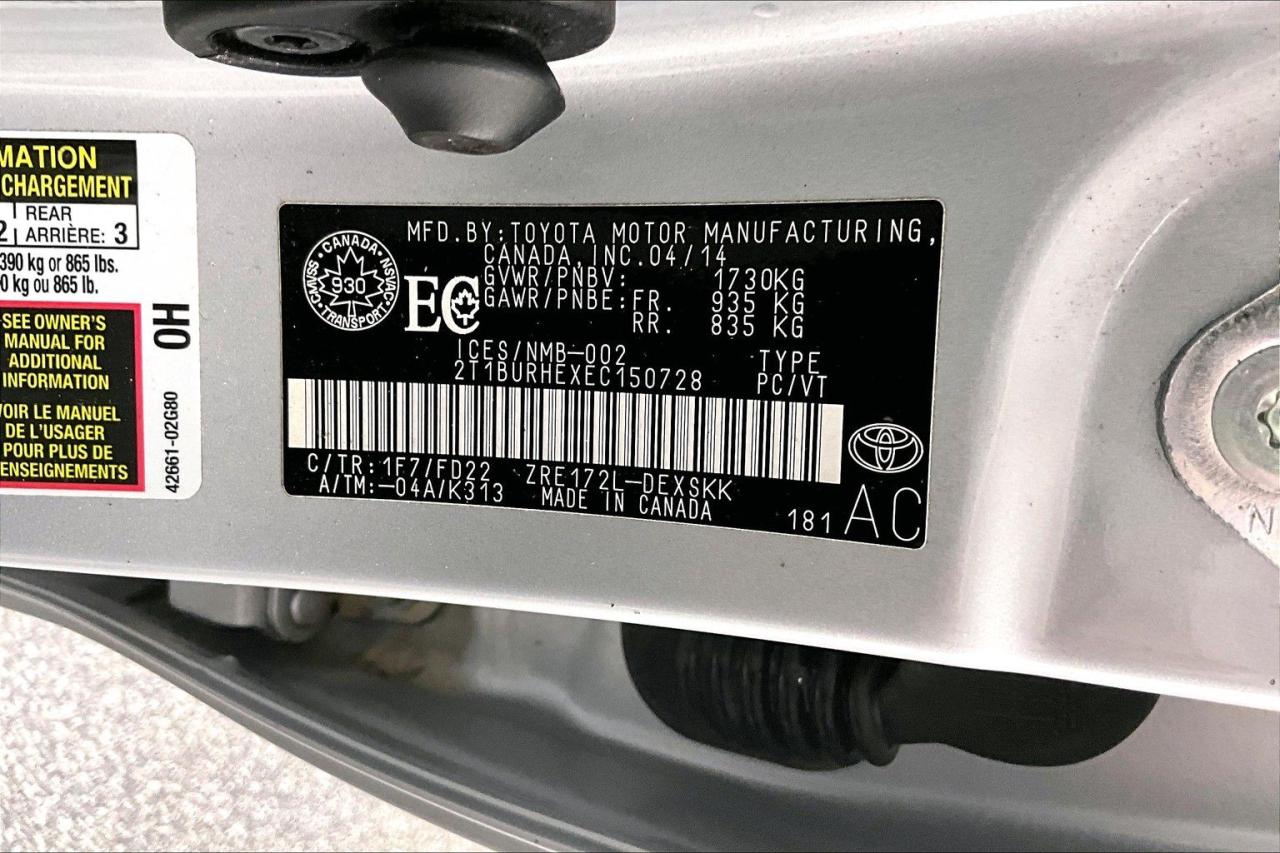 MATION
CHARGEMENT
2 REAR
ARRIÈRE: 3
390 kg or 865 lbs.
0 kg ou 865 lb.
SEE OWNER'S
MANUAL FOR
ADDITIONAL
INFORMATION
VOIR LE MANUEL
DE L'USAGER
POUR PLUS DE
RENSEIGNEMENTS
OH
42661-02G80
CANADA
CMVSS NSVAC
930
TRANSPORT
EC
MFD.BY:TOYOTA MOTOR MANUFACTURING,
CANADA,INC.04/14
GVWR/PNBV: 1730KG
GAWR/PNBE: FR. 935 KG
RR. 835 KG
ICES/NMB-002 TYPE
2T1BURHEXEC150728 PC/VT
C/TR:1F7/FD22 ZRE172L-DEXSKK
A/TM:-04A/K313 MADE IN CANADA
181 AC
N